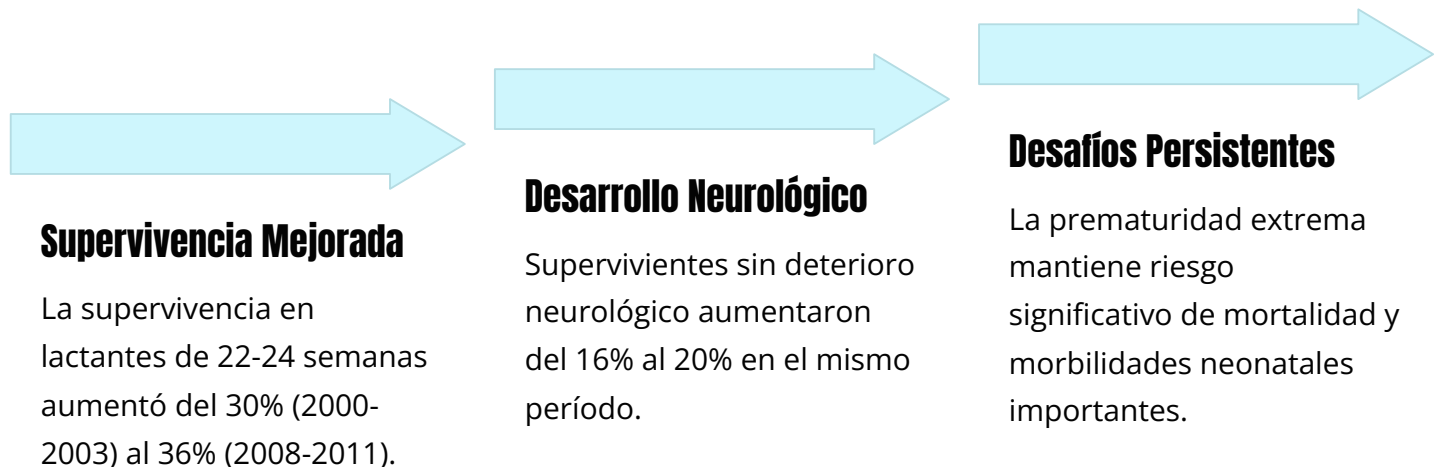 Supervivencia Mejorada
La supervivencia en
lactantes de 22-24 semanas
aumentó del 30% (2000-
2003) al 36% (2008-2011).
Desarrollo Neurológico
Supervivientes sin deterioro
neurológico aumentaron
del 16% al 20% en el mismo
período.
Desafíos Persistentes
La prematuridad extrema
mantiene riesgo
significativo de mortalidad y
morbilidades neonatales
importantes.